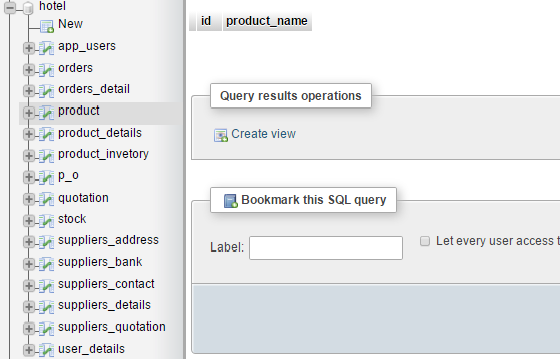 hotel
New
app_users
orders
orders_detail
product
product_details
product_invetory
p_o
quotation
stock
suppliers_address
suppliers_bank
suppliers_contact
suppliers_details
suppliers_quotation
user_details
id product_name
Query results operations
Create view
Bookmark this SQL query
Label:
Let every user access t